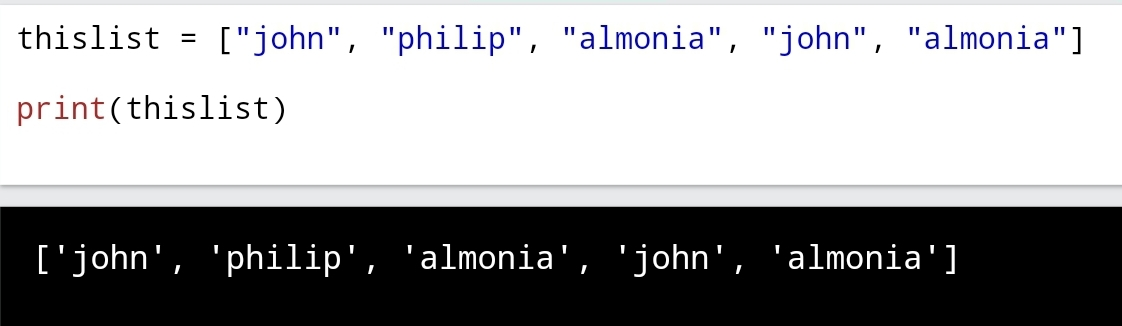 thislist = ["john", "philip", "almonia", "john", "almonia"]
print(thislist)
['john', 'philip', 'almonia', 'john', 'almonia']